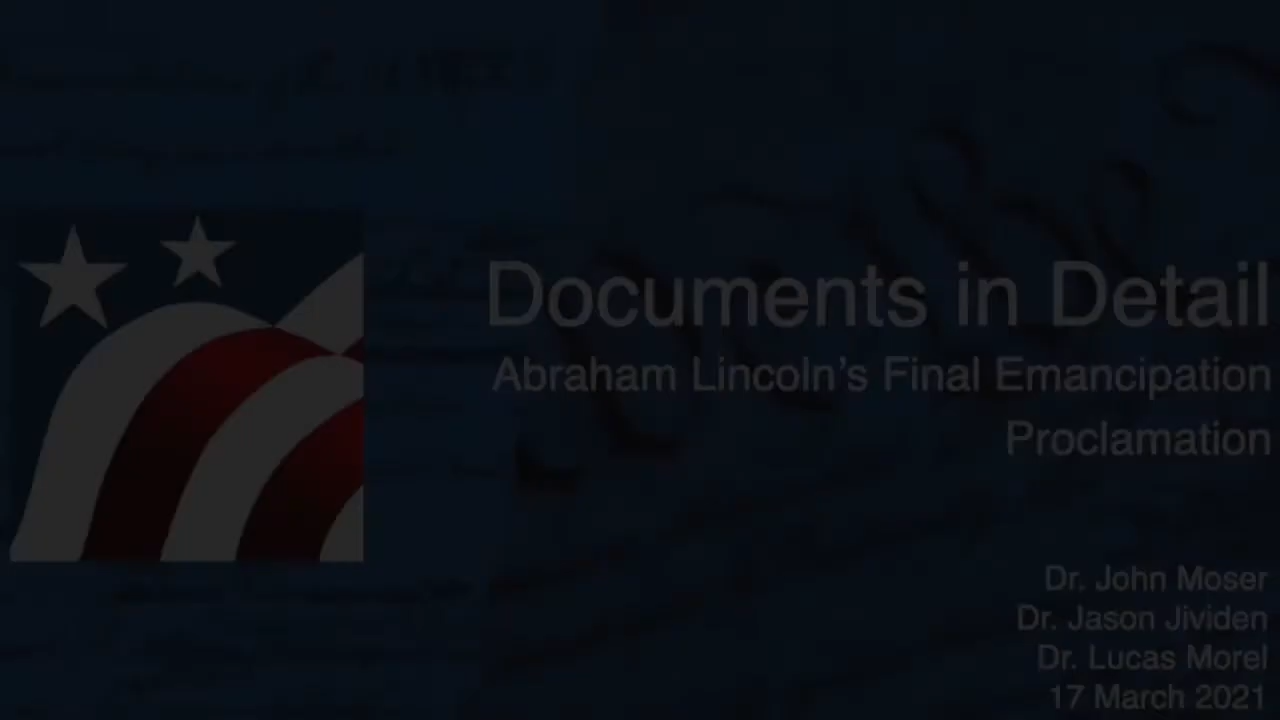 Documents in Detail
Abraham Lincoln's Final Emancipation
Proclamation
Dr. John Moser
Dr. Jason Jividen
Dr. Lucas Morel
17 March 2021